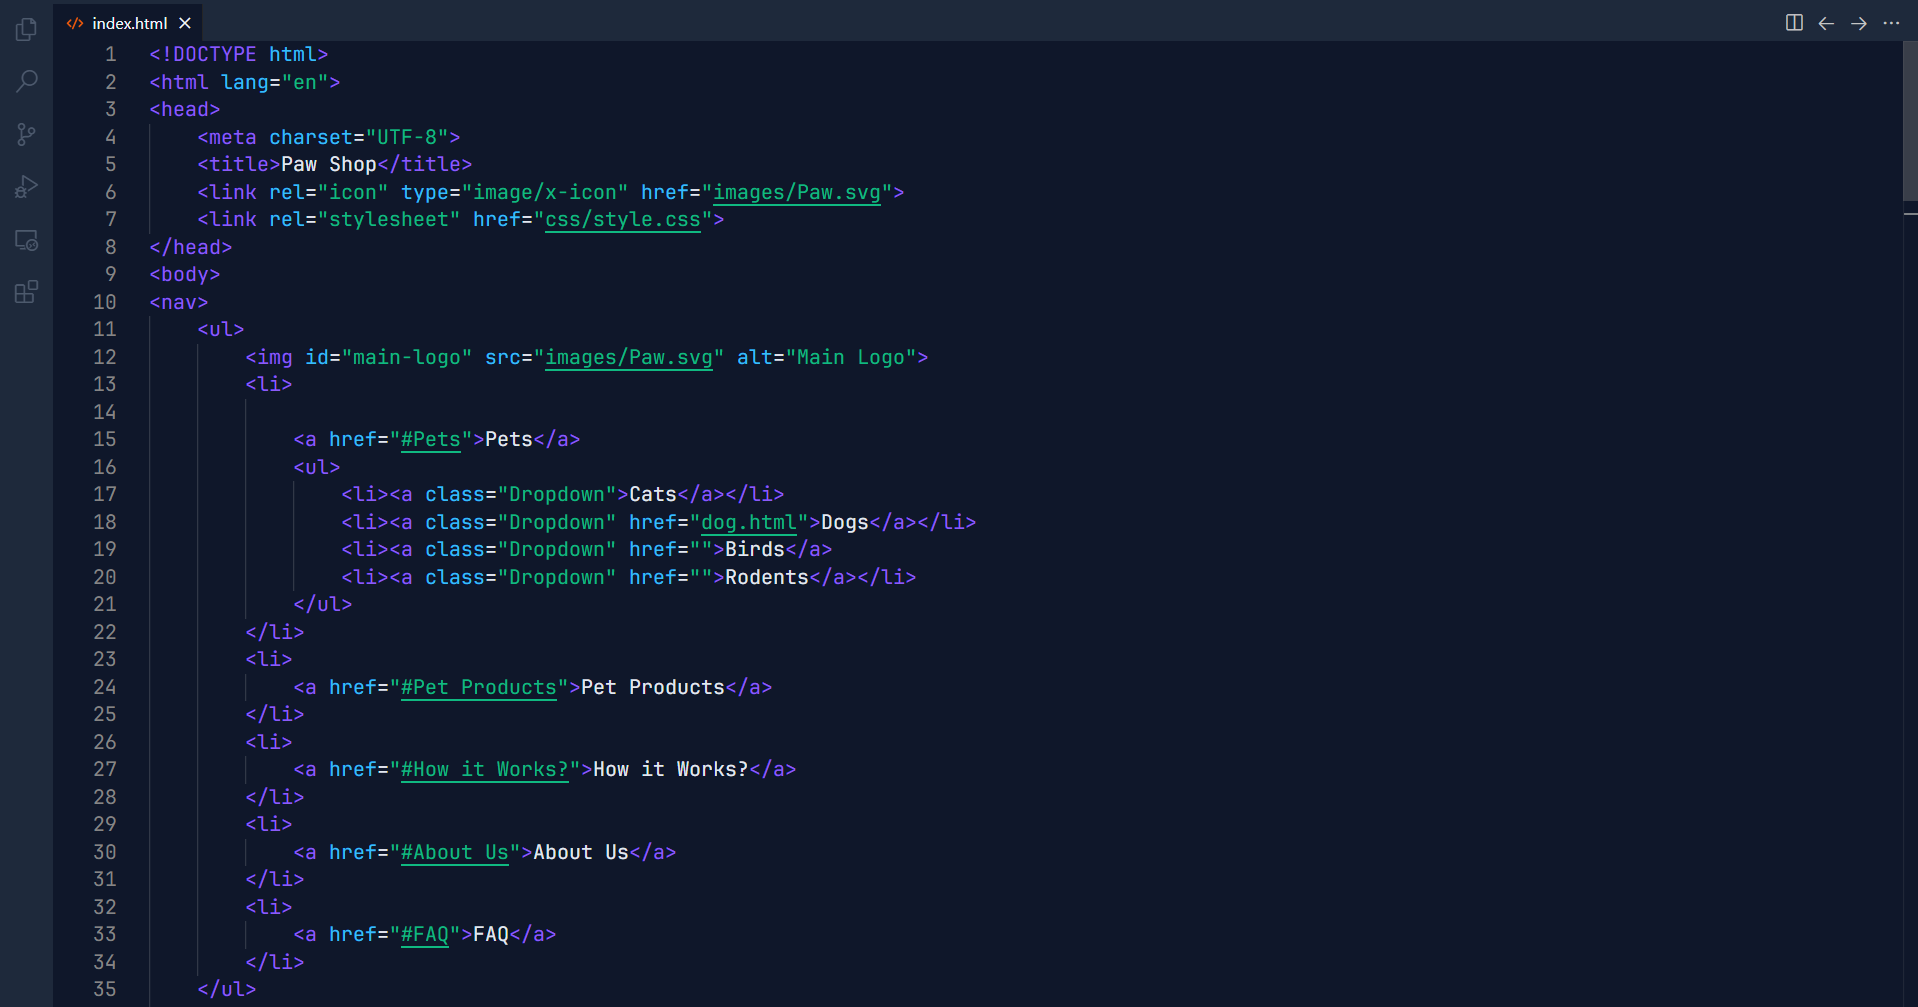 index.html
1 <!DOCTYPE html>
2 <html lang="en">
3 <head>
4     <meta charset="UTF-8">
5     <title>Paw Shop</title>
6     <link rel="icon" type="image/x-icon" href="images/Paw.svg">
7     <link rel="stylesheet" href="css/style.css">
8 </head>
9 <body>
10 <nav>
11     <ul>
12         <img id="main-logo" src="images/Paw.svg" alt="Main Logo">
13         <li>
14
15             <a href="#Pets">Pets</a>
16             <ul>
17                 <li><a class="Dropdown">Cats</a></li>
18                 <li><a class="Dropdown" href="dog.html">Dogs</a></li>
19                 <li><a class="Dropdown" href="">Birds</a>
20                 <li><a class="Dropdown" href="">Rodents</a></li>
21             </ul>
22         </li>
23         <li>
24             <a href="#Pet Products">Pet Products</a>
25         </li>
26         <li>
27             <a href="#How it Works?">How it Works?</a>
28         </li>
29         <li>
30             <a href="#About Us">About Us</a>
31         </li>
32         <li>
33             <a href="#FAQ">FAQ</a>
34         </li>
35     </ul>